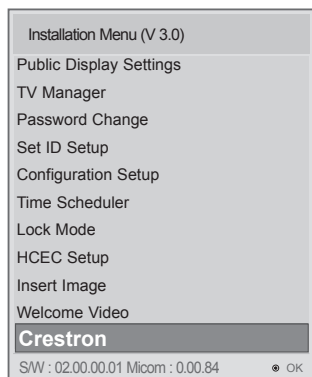 Installation Menu (V 3.0)
Public Display Settings
TV Manager
Password Change
Set ID Setup
Configuration Setup
Time Scheduler
Lock Mode
HCEC Setup
Insert Image
Welcome Video
Crestron
S/W : 02.00.00.01 Micom : 0.00.84 OK